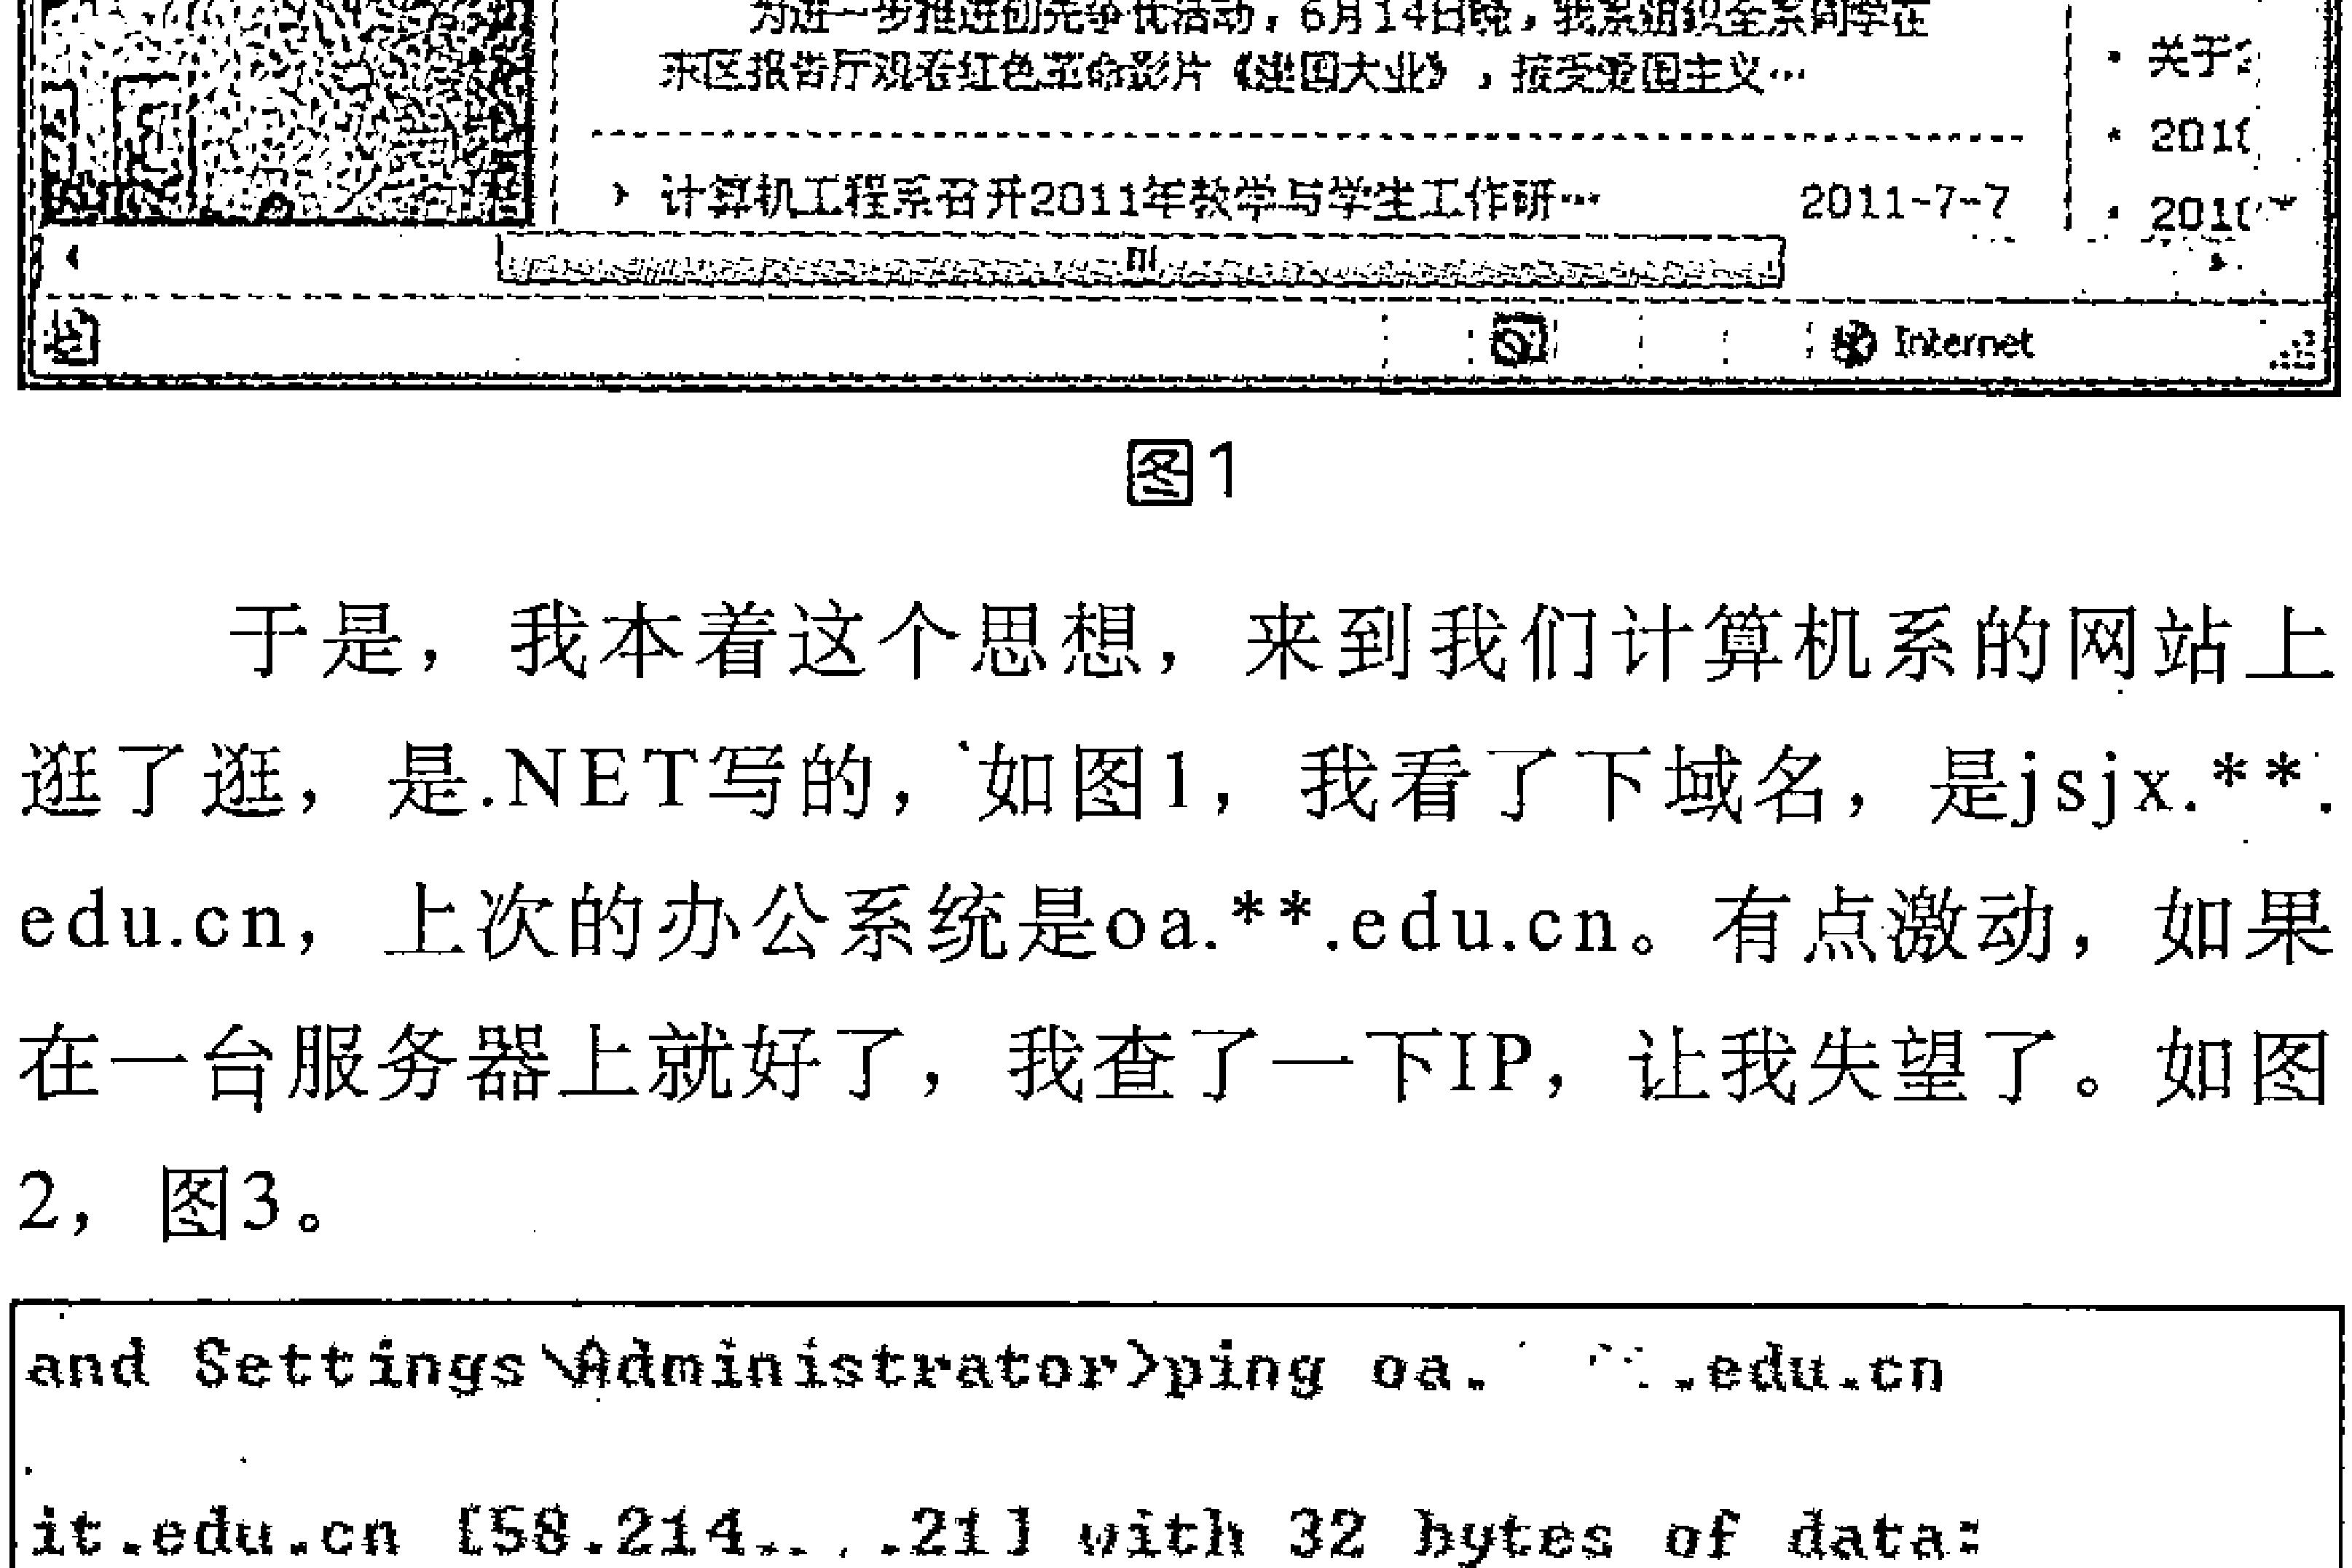 为进一步推进创先争优活动，6月14日晚，我系组织全系同学在
东区报告厅观看红色革命影片《建国大业》，接受爱国主义…
· 关于
· 201
› 计算机工程系召开2011年教学与学生工作研… 2011-7-7
· 201
Internet
图1
于是，我本着这个思想，来到我们计算机系的网站上
逛了逛，是.NET写的，如图1，我看了下域名，是jsjx.**.
edu.cn，上次的办公系统是oa.**.edu.cn。有点激动，如果
在一台服务器上就好了，我查了一下IP，让我失望了。如图
2，图3。
and Settings\Administrator>ping oa. .edu.cn
it.edu.cn [58.214. .21] with 32 bytes of data: